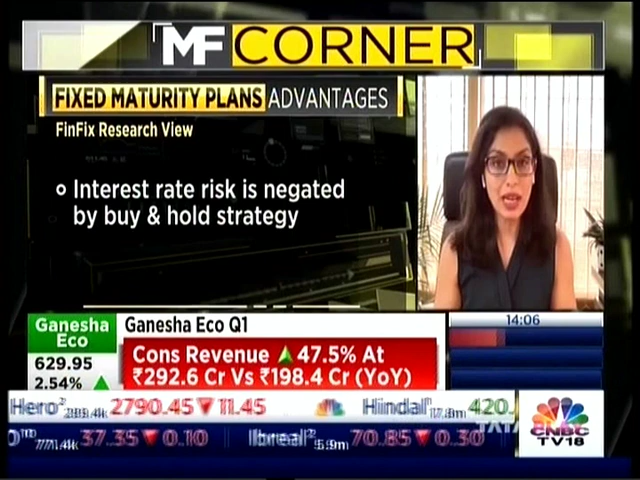 MF CORNER
FIXED MATURITY PLANS ADVANTAGES
FinFix Research View
Interest rate risk is negated
by buy & hold strategy
Ganesha
Eco
629.95
2.54%
Ganesha Eco Q1
Cons Revenue ▲ 47.5% At
₹292.6 Cr Vs ₹198.4 Cr (YoY)
14:06
Hero 2790.45 ▼ 11.45 Hindal 420.
37.35 ▼ 0.10 Ibreal 5.9m 70.85 ▼ 0.30
CNBC
TV18